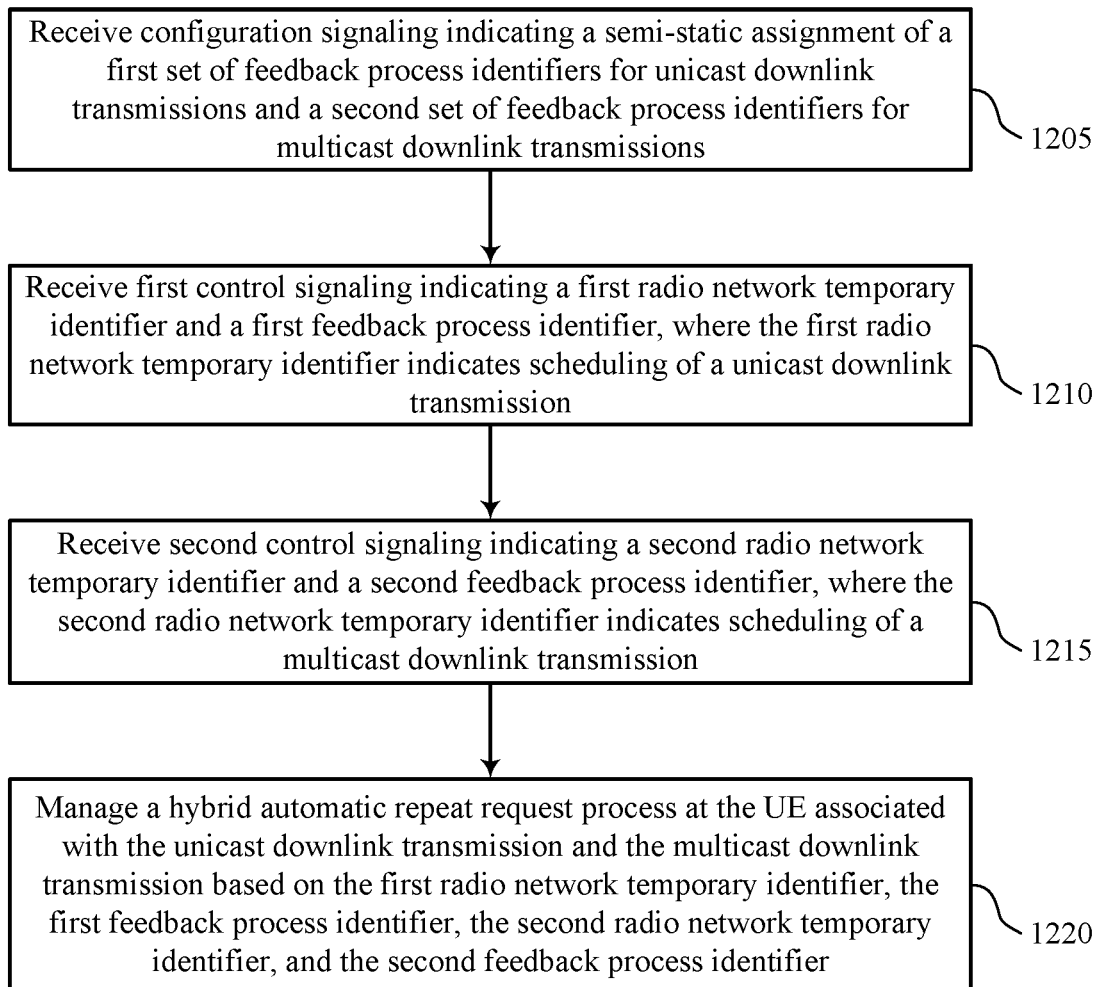 Receive configuration signaling indicating a semi-static assignment of a
first set of feedback process identifiers for unicast downlink
transmissions and a second set of feedback process identifiers for
multicast downlink transmissions
1205
Receive first control signaling indicating a first radio network temporary
identifier and a first feedback process identifier, where the first radio
network temporary identifier indicates scheduling of a unicast downlink
transmission
1210
Receive second control signaling indicating a second radio network
temporary identifier and a second feedback process identifier, where the
second radio network temporary identifier indicates scheduling of a
multicast downlink transmission
1215
Manage a hybrid automatic repeat request process at the UE associated
with the unicast downlink transmission and the multicast downlink
transmission based on the first radio network temporary identifier, the
first feedback process identifier, the second radio network temporary
identifier, and the second feedback process identifier
1220